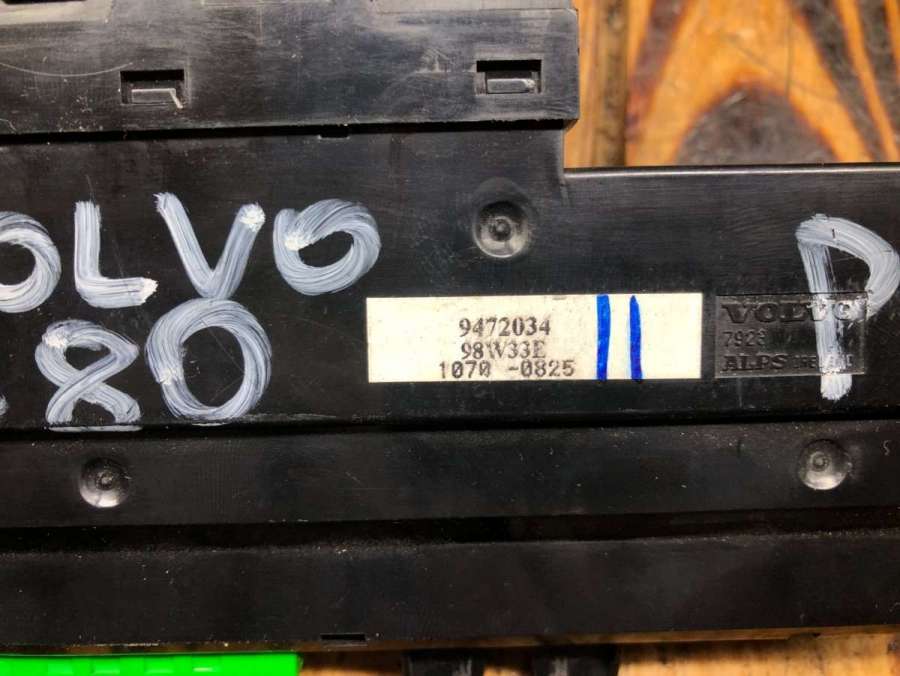 OLVO
80
P
9472034
98W33E
1070 -0825
VOLVO
ALPS